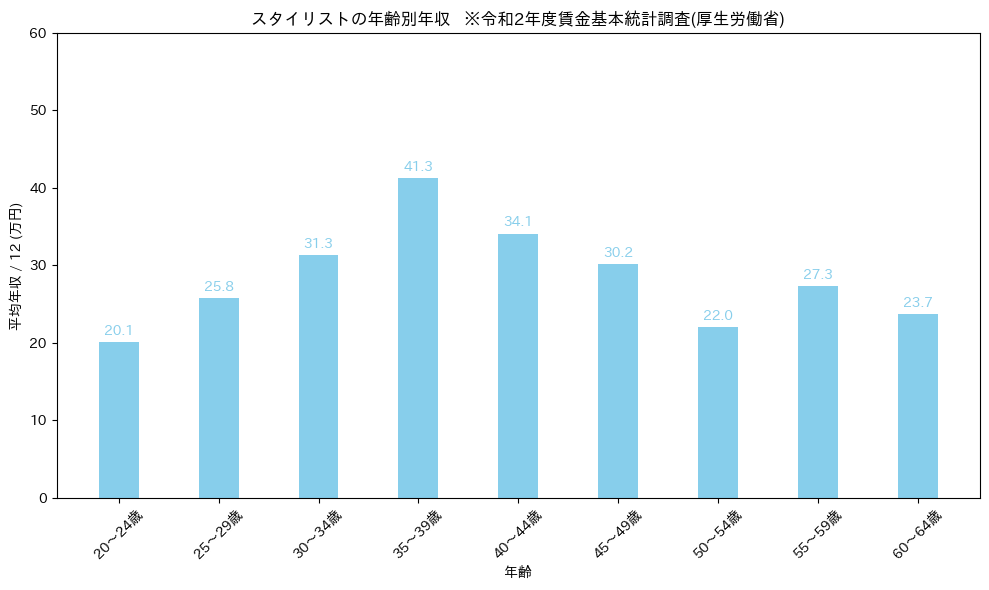 スタイリストの年齢別年収　※令和2年度賃金基本統計調査(厚生労働省)
平均年収 / 12 (万円)
60
50
40
30
20
10
0
20.1
25.8
31.3
41.3
34.1
30.2
22.0
27.3
23.7
20〜24歳
25〜29歳
30〜34歳
35〜39歳
40〜44歳
45〜49歳
50〜54歳
55〜59歳
60〜64歳
年齢